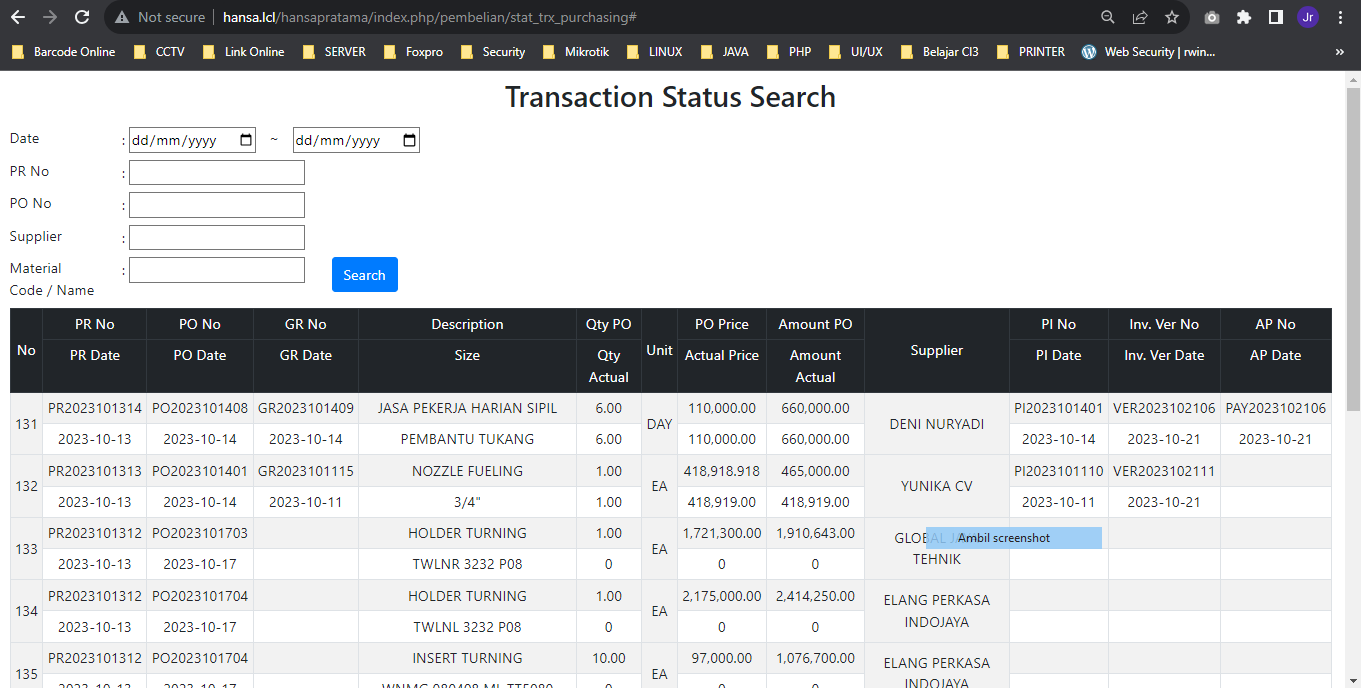 Not secure | hansa.lcl/hansapratama/index.php/pembelian/stat_trx_purchasing#
Jr
Barcode Online CCTV Link Online SERVER Foxpro Security Mikrotik LINUX JAVA PHP UI/UX Belajar CI3 PRINTER Web Security | rwin... »
Transaction Status Search
Date : dd/mm/yyyy ~ dd/mm/yyyy
PR No :
PO No :
Supplier :
Material : Search
Code / Name
No PR No PO No GR No Description Qty PO Unit PO Price Amount PO Supplier PI No Inv. Ver No AP No
PR Date PO Date GR Date Size Qty Actual Actual Price Amount Actual PI Date Inv. Ver Date AP Date
131 PR2023101314 PO2023101408 GR2023101409 JASA PEKERJA HARIAN SIPIL 6.00 DAY 110,000.00 660,000.00 DENI NURYADI PI2023101401 VER2023102106 PAY2023102106
2023-10-13 2023-10-14 2023-10-14 PEMBANTU TUKANG 6.00 110,000.00 660,000.00 2023-10-14 2023-10-21 2023-10-21
132 PR2023101313 PO2023101401 GR2023101115 NOZZLE FUELING 1.00 EA 418,918.918 465,000.00 YUNIKA CV PI2023101110 VER2023102111
2023-10-13 2023-10-14 2023-10-11 3/4" 1.00 418,919.00 418,919.00 2023-10-11 2023-10-21
133 PR2023101312 PO2023101703 HOLDER TURNING 1.00 EA 1,721,300.00 1,910,643.00 GLOBAL TEHNIK
Ambil screenshot
2023-10-13 2023-10-17 TWLNR 3232 P08 0 0 0
134 PR2023101312 PO2023101704 HOLDER TURNING 1.00 EA 2,175,000.00 2,414,250.00 ELANG PERKASA INDOJAYA
2023-10-13 2023-10-17 TWLNL 3232 P08 0 0 0
135 PR2023101312 PO2023101704 INSERT TURNING 10.00 EA 97,000.00 1,076,700.00 ELANG PERKASA INDOJAYA
2023-10-13 2023-10-17 WNMG 080408 ML TT5080 0 0 0